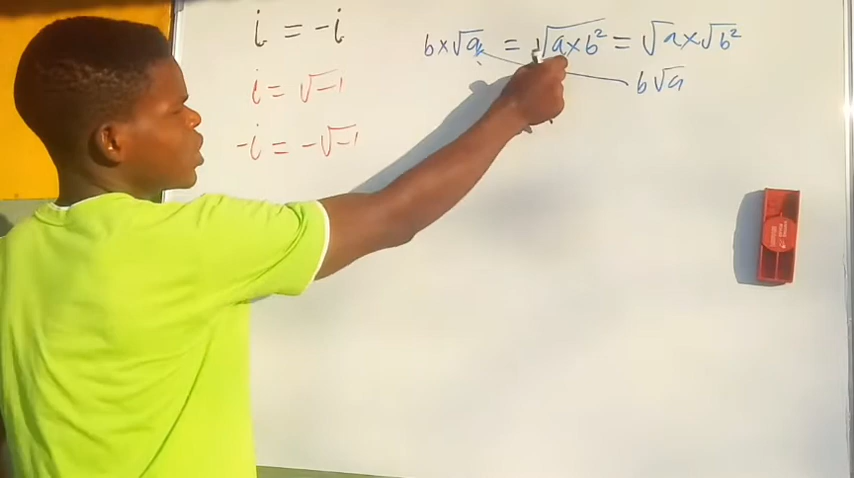 i = -i
b×√a = √a×b² = √a×√b²
b√a
i = √-1
-i = -√-1